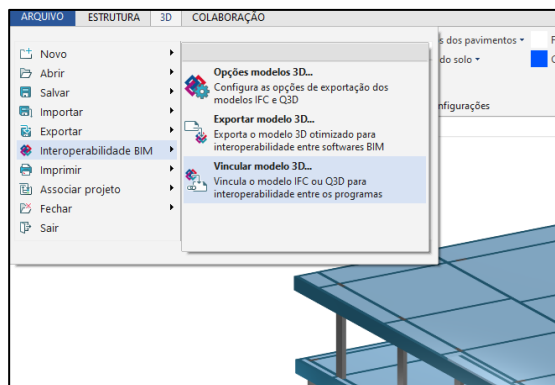 ARQUIVO ESTRUTURA 3D COLABORAÇÃO
s dos pavimentos
do solo
nfigurações
Novo
Abrir
Salvar
Importar
Exportar
Interoperabilidade BIM
Imprimir
Associar projeto
Fechar
Sair
Opções modelos 3D...
Configura as opções de exportação dos
modelos IFC e Q3D
Exportar modelo 3D...
Exporta o modelo 3D otimizado para
interoperabilidade entre softwares BIM
Vincular modelo 3D...
Vincula o modelo IFC ou Q3D para
interoperabilidade entre os programas